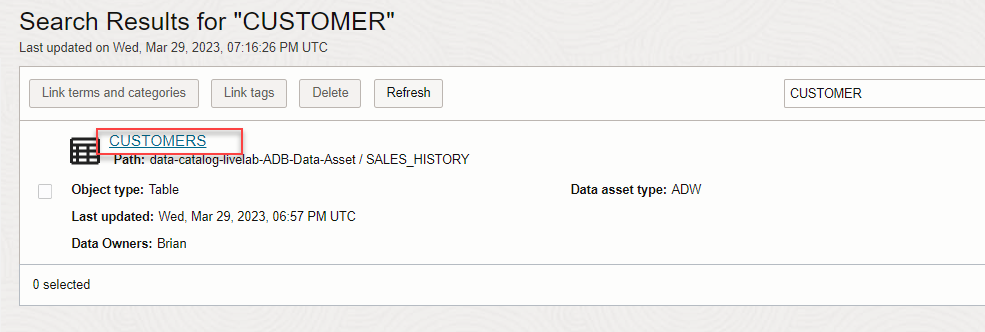 Search Results for "CUSTOMER"
Last updated on Wed, Mar 29, 2023, 07:16:26 PM UTC
Link terms and categories Link tags Delete Refresh CUSTOMER
CUSTOMERS
Path: data-catalog-livelab-ADB-Data-Asset / SALES_HISTORY
Object type: Table Data asset type: ADW
Last updated: Wed, Mar 29, 2023, 06:57 PM UTC
Data Owners: Brian
0 selected